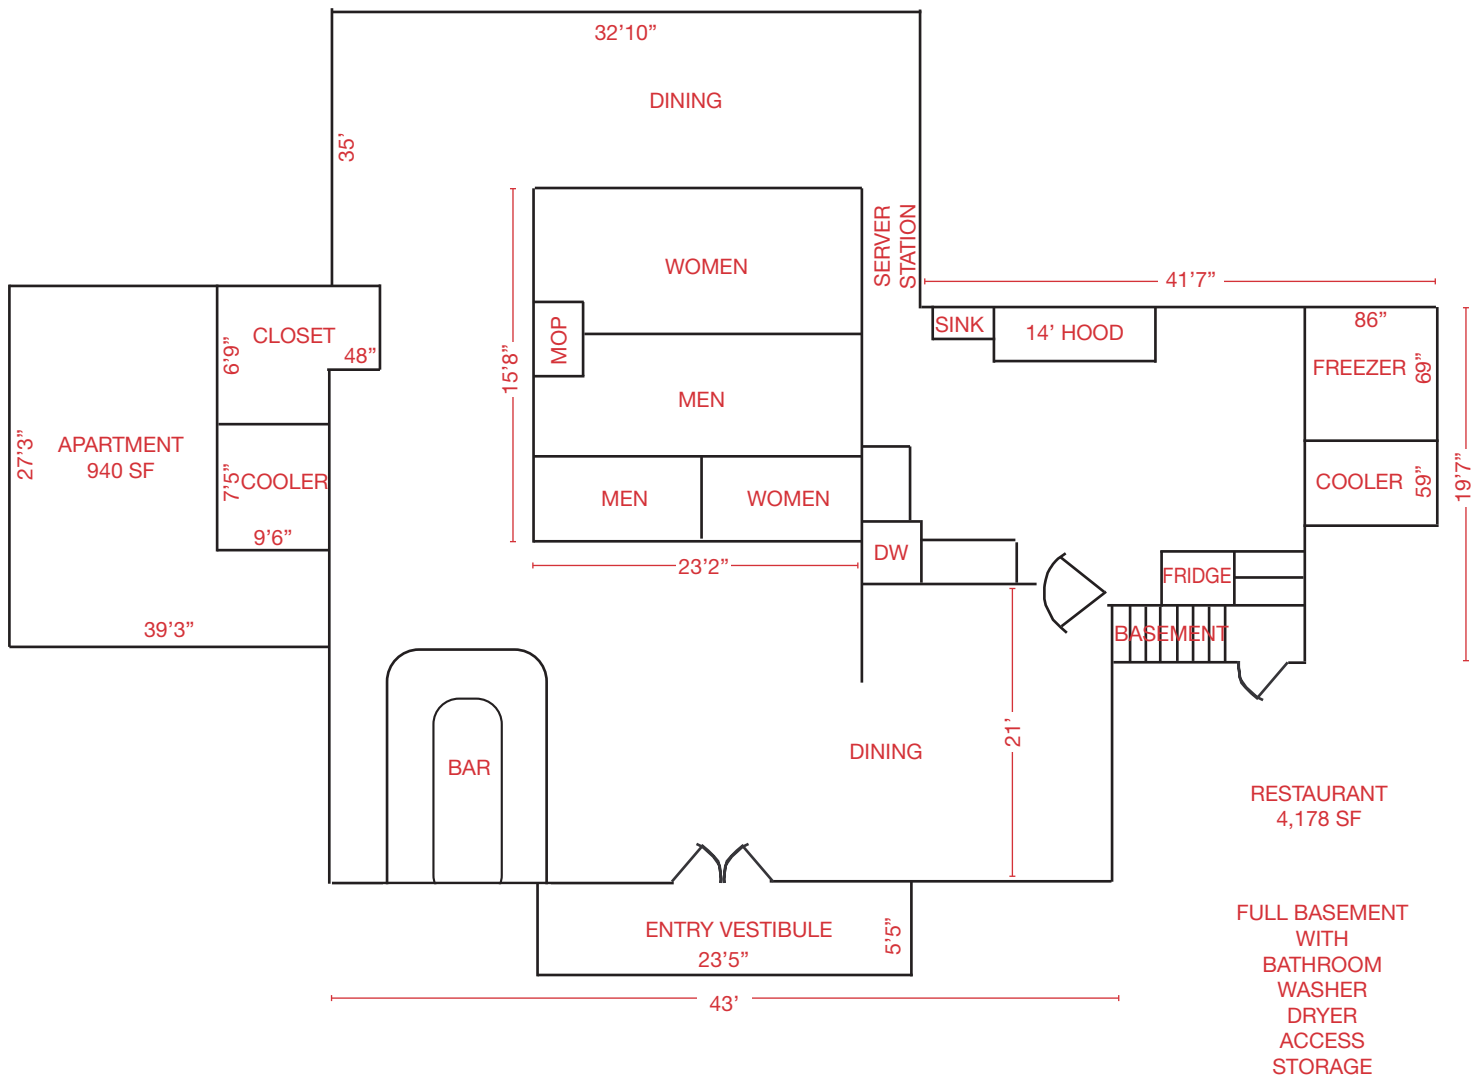 32’10”
DINING
35’
SERVER
STATION
WOMEN
41’7”
SINK
14’ HOOD
86”
FREEZER
69”
CLOSET
6’9”
48”
MOP
15’8”
MEN
APARTMENT
940 SF
27’3”
7’5”
COOLER
9’6”
MEN
WOMEN
COOLER
59”
19’7”
DW
23’2”
FRIDGE
BASEMENT
39’3”
DINING
21’
BAR
RESTAURANT
4,178 SF
ENTRY VESTIBULE
23’5”
5’5”
43’
FULL BASEMENT
WITH
BATHROOM
WASHER
DRYER
ACCESS
STORAGE